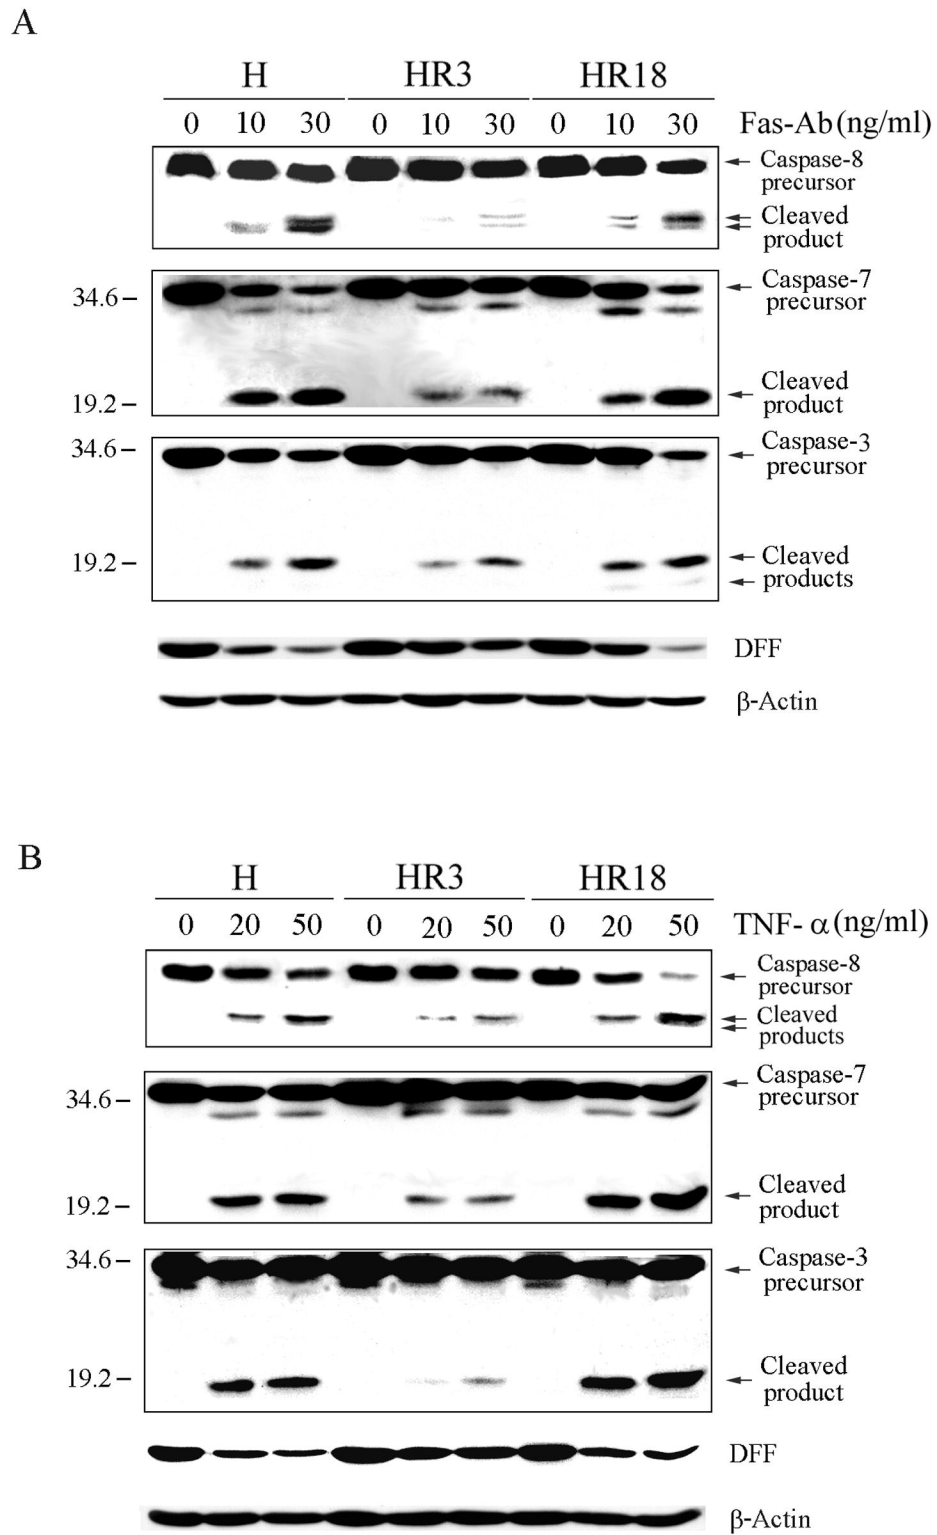 A
H HR3 HR18
0 10 30 0 10 30 0 10 30 Fas-Ab (ng/ml)
Caspase-8
precursor
Cleaved
product
34.6
Caspase-7
precursor
19.2
Cleaved
product
34.6
Caspase-3
precursor
19.2
Cleaved
products
DFF
β-Actin
B
H HR3 HR18
0 20 50 0 20 50 0 20 50 TNF- α (ng/ml)
Caspase-8
precursor
Cleaved
products
34.6
Caspase-7
precursor
19.2
Cleaved
product
34.6
Caspase-3
precursor
19.2
Cleaved
product
DFF
β-Actin